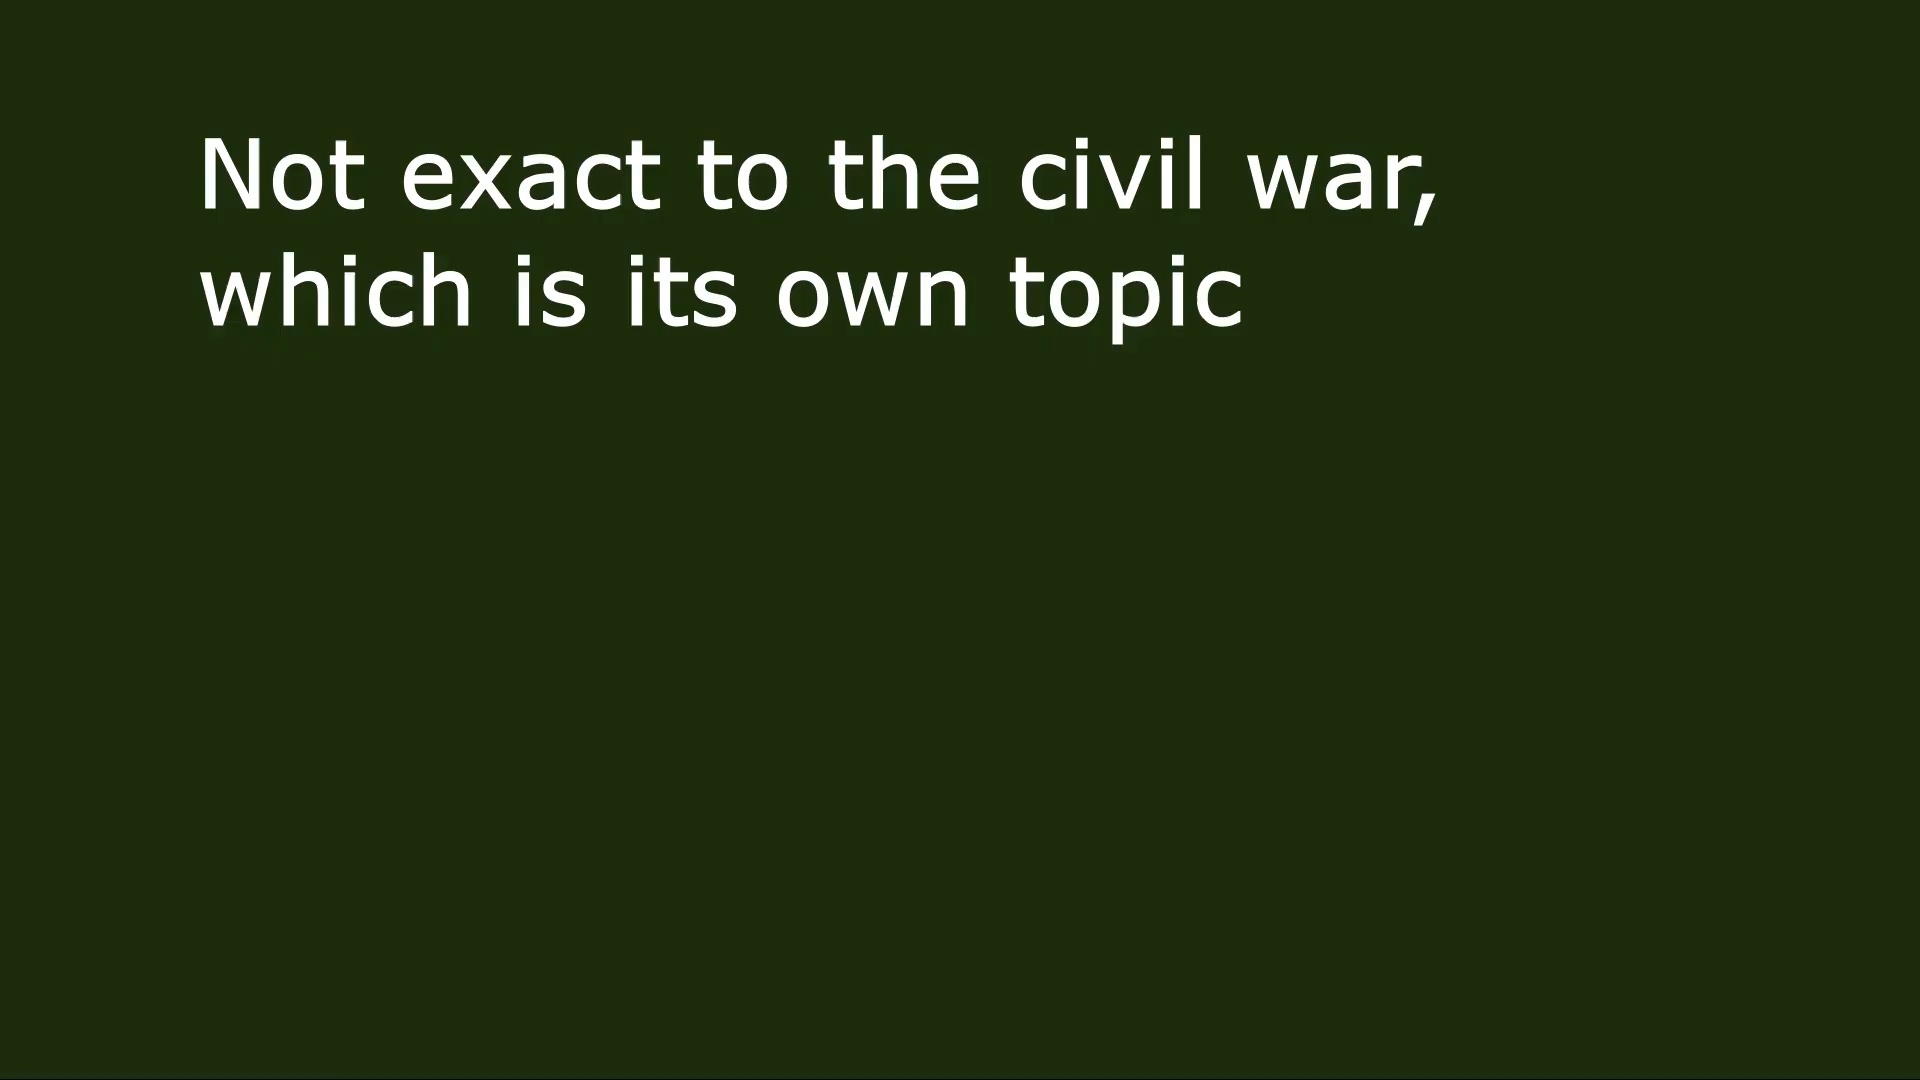 Not exact to the civil war,
which is its own topic